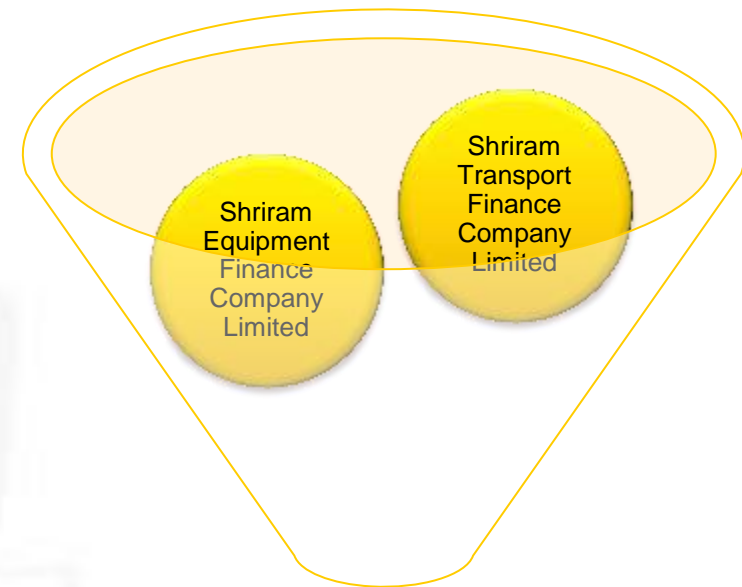 Shriram
Equipment
Finance
Company
Limited
Shriram
Transport
Finance
Company
Limited